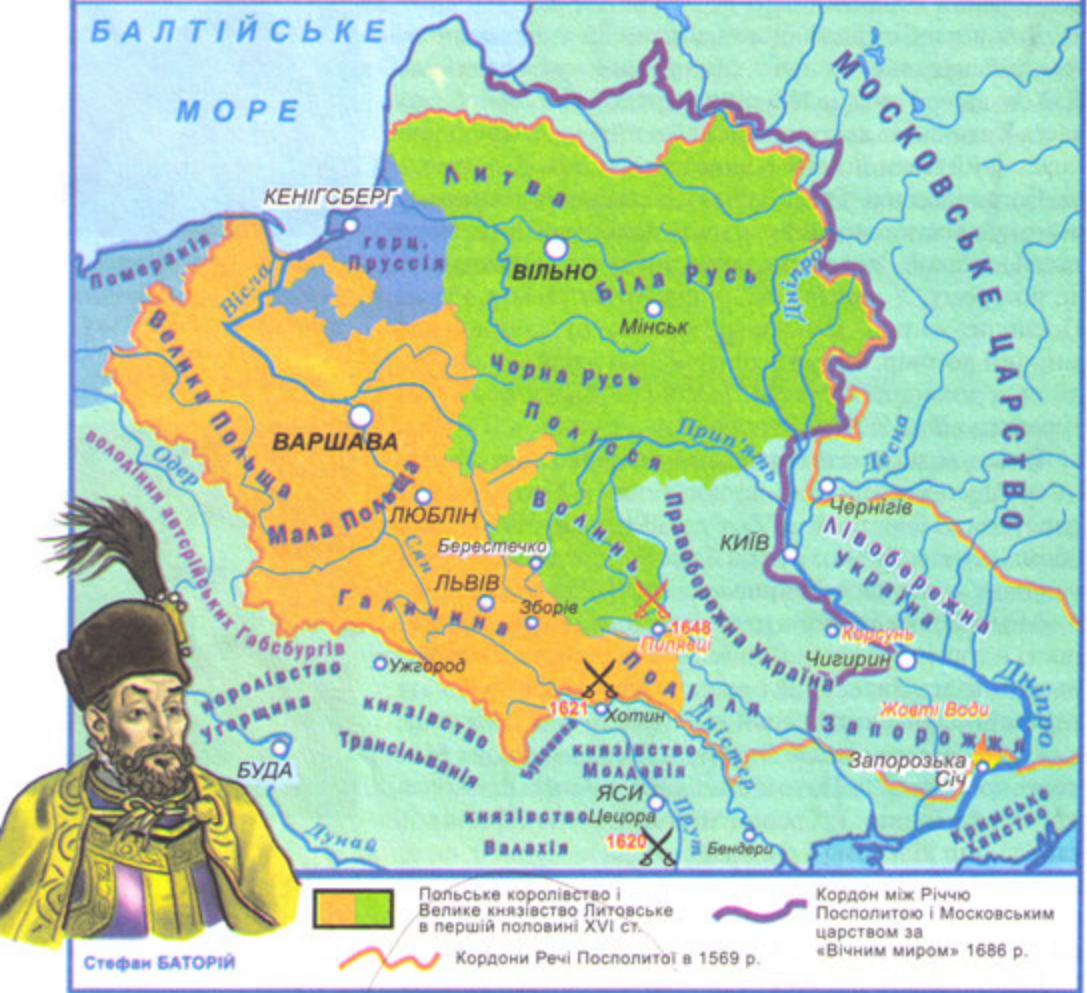 БАЛТІЙСЬКЕ
МОРЕ
МОСКОВСЬКЕ ЦАРСТВО
Литва
КЕНІГСБЕРГ
герц.
Пруссія
Померанія
Вісла
ВІЛЬНО
Біла Русь
Дніпро
Мінськ
Велика Польща
Чорна Русь
ВАРШАВА
Полісся
Прип'ять
Десна
володіння австрійських Габсбургів
Одер
Мала Польща
ЛЮБЛІН
Волинь
Чернігів
Сян
Берестечко
КИЇВ
Лівобережна
Україна
Правобережна Україна
ЛЬВІВ
Галичина
Зборів
1648
Пилявці
Корсунь
Чигирин
Ужгород
Поділля
королівство
угорщина
князівство
Трансільванія
1621
Хотин
Буковина
Дністер
Жовті Води
Запорожжя
Дніпро
князівство
Молдавія
Запорозька
Січ
БУДА
ЯСИ
Прут
князівство
Цецора
Валахія
1620
Бендери
Дунай
Кримське
ханство
Стефан БАТОРІЙ
Польське королівство і
Велике князівство Литовське
в першій половині XVI ст.
Кордони Речі Посполитої в 1569 р.
Кордон між Річчю
Посполитою і Московським
царством за
«Вічним миром» 1686 р.